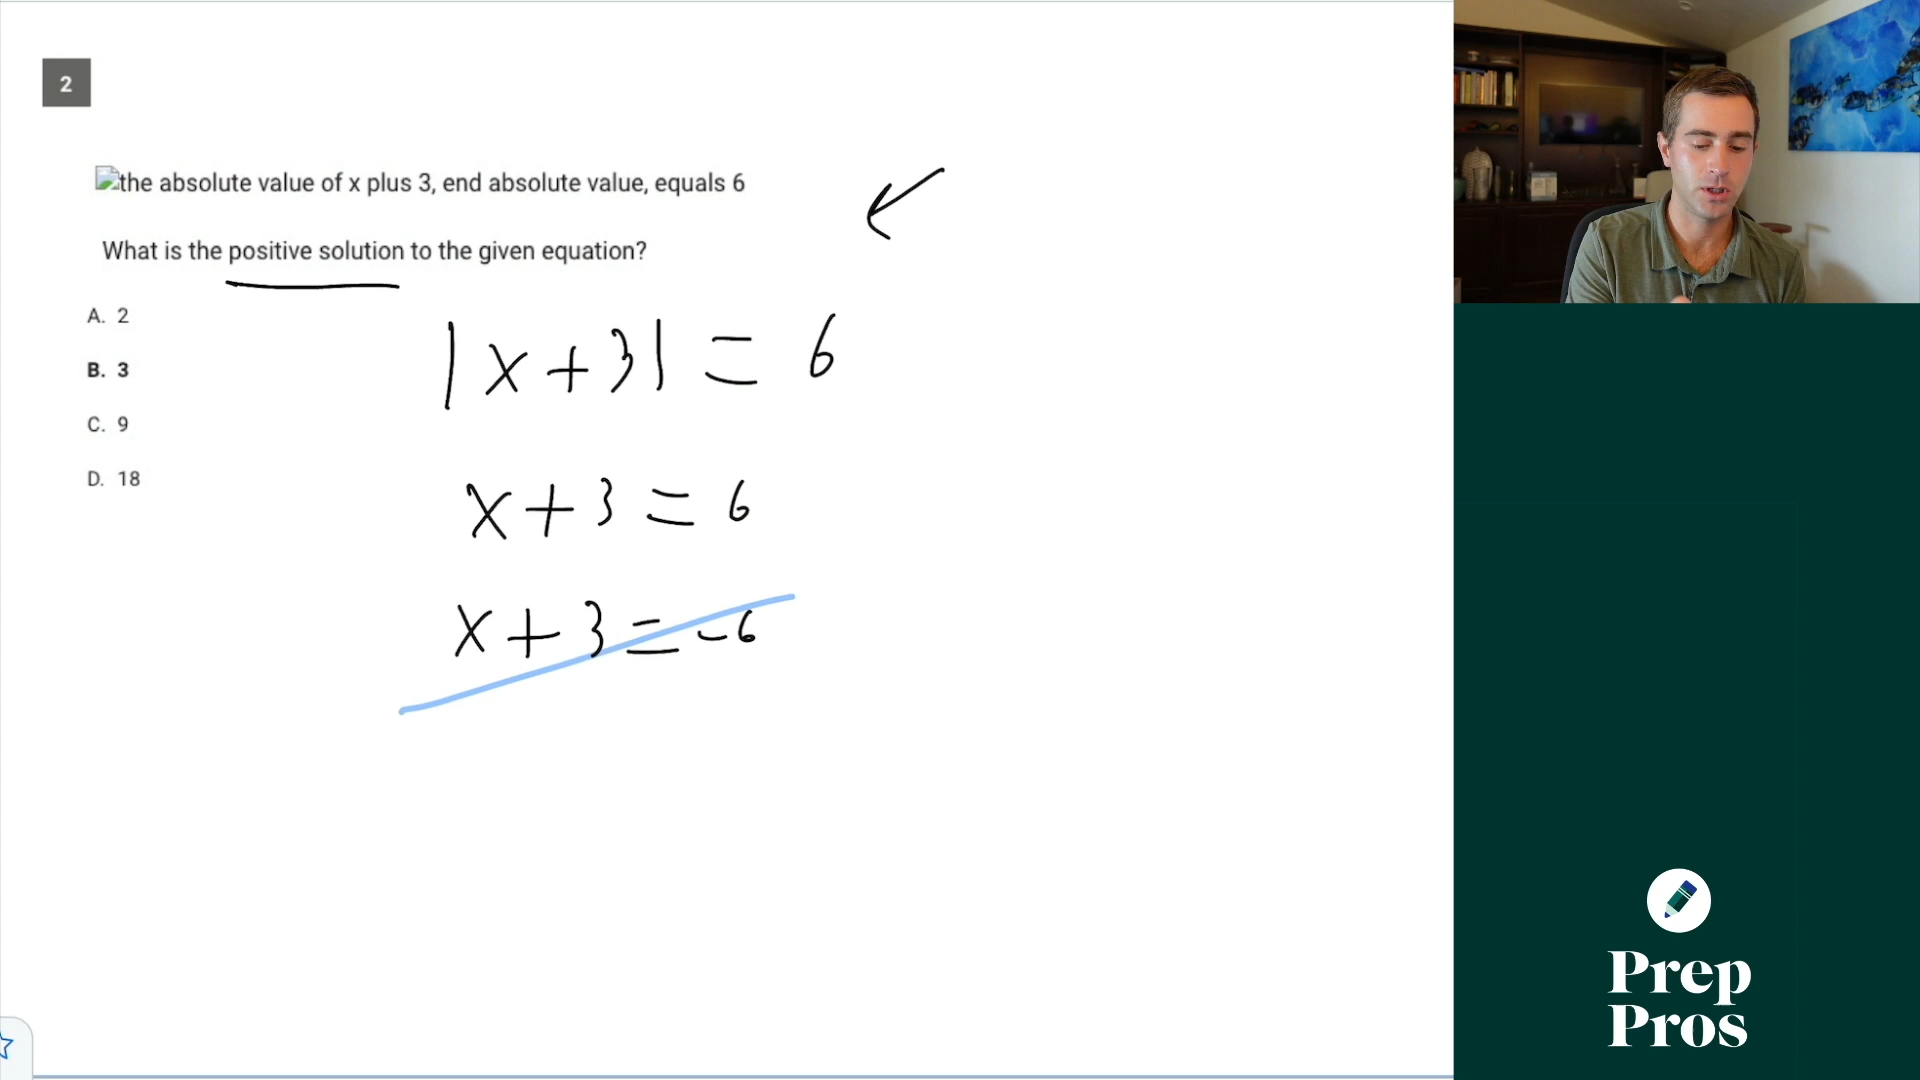 2
the absolute value of x plus 3, end absolute value, equals 6
What is the positive solution to the given equation?
A. 2
B. 3
C. 9
D. 18
|x+3| = 6
x+3 = 6
x+3 = -6
Prep
Pros